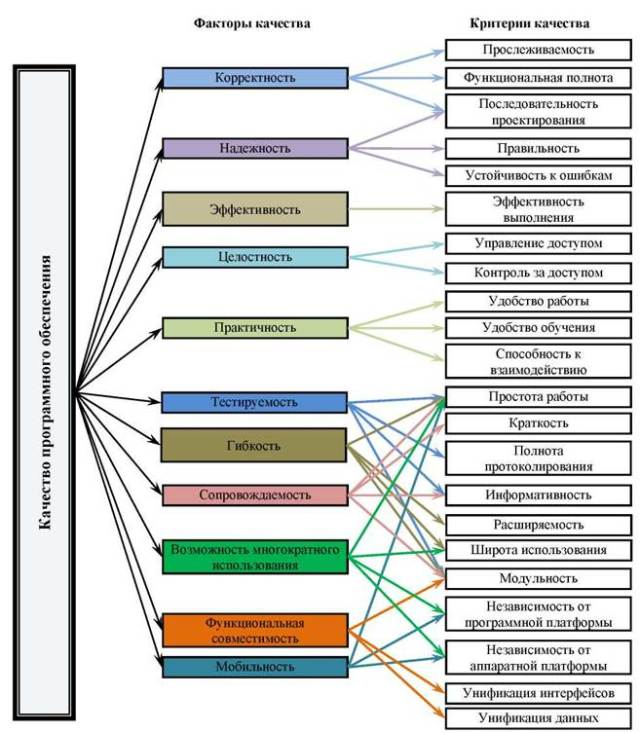 Факторы качества
Критерии качества
Качество программного обеспечения
Корректность
Надежность
Эффективность
Целостность
Практичность
Тестируемость
Гибкость
Сопровождаемость
Возможность многократного
использования
Функциональная
совместимость
Мобильность
Прослеживаемость
Функциональная полнота
Последовательность
проектирования
Правильность
Устойчивость к ошибкам
Эффективность
выполнения
Управление доступом
Контроль за доступом
Удобство работы
Удобство обучения
Способность к
взаимодействию
Простота работы
Краткость
Полнота
протоколирования
Информативность
Расширяемость
Широта использования
Модульность
Независимость от
программной платформы
Независимость от
аппаратной платформы
Унификация интерфейсов
Унификация данных